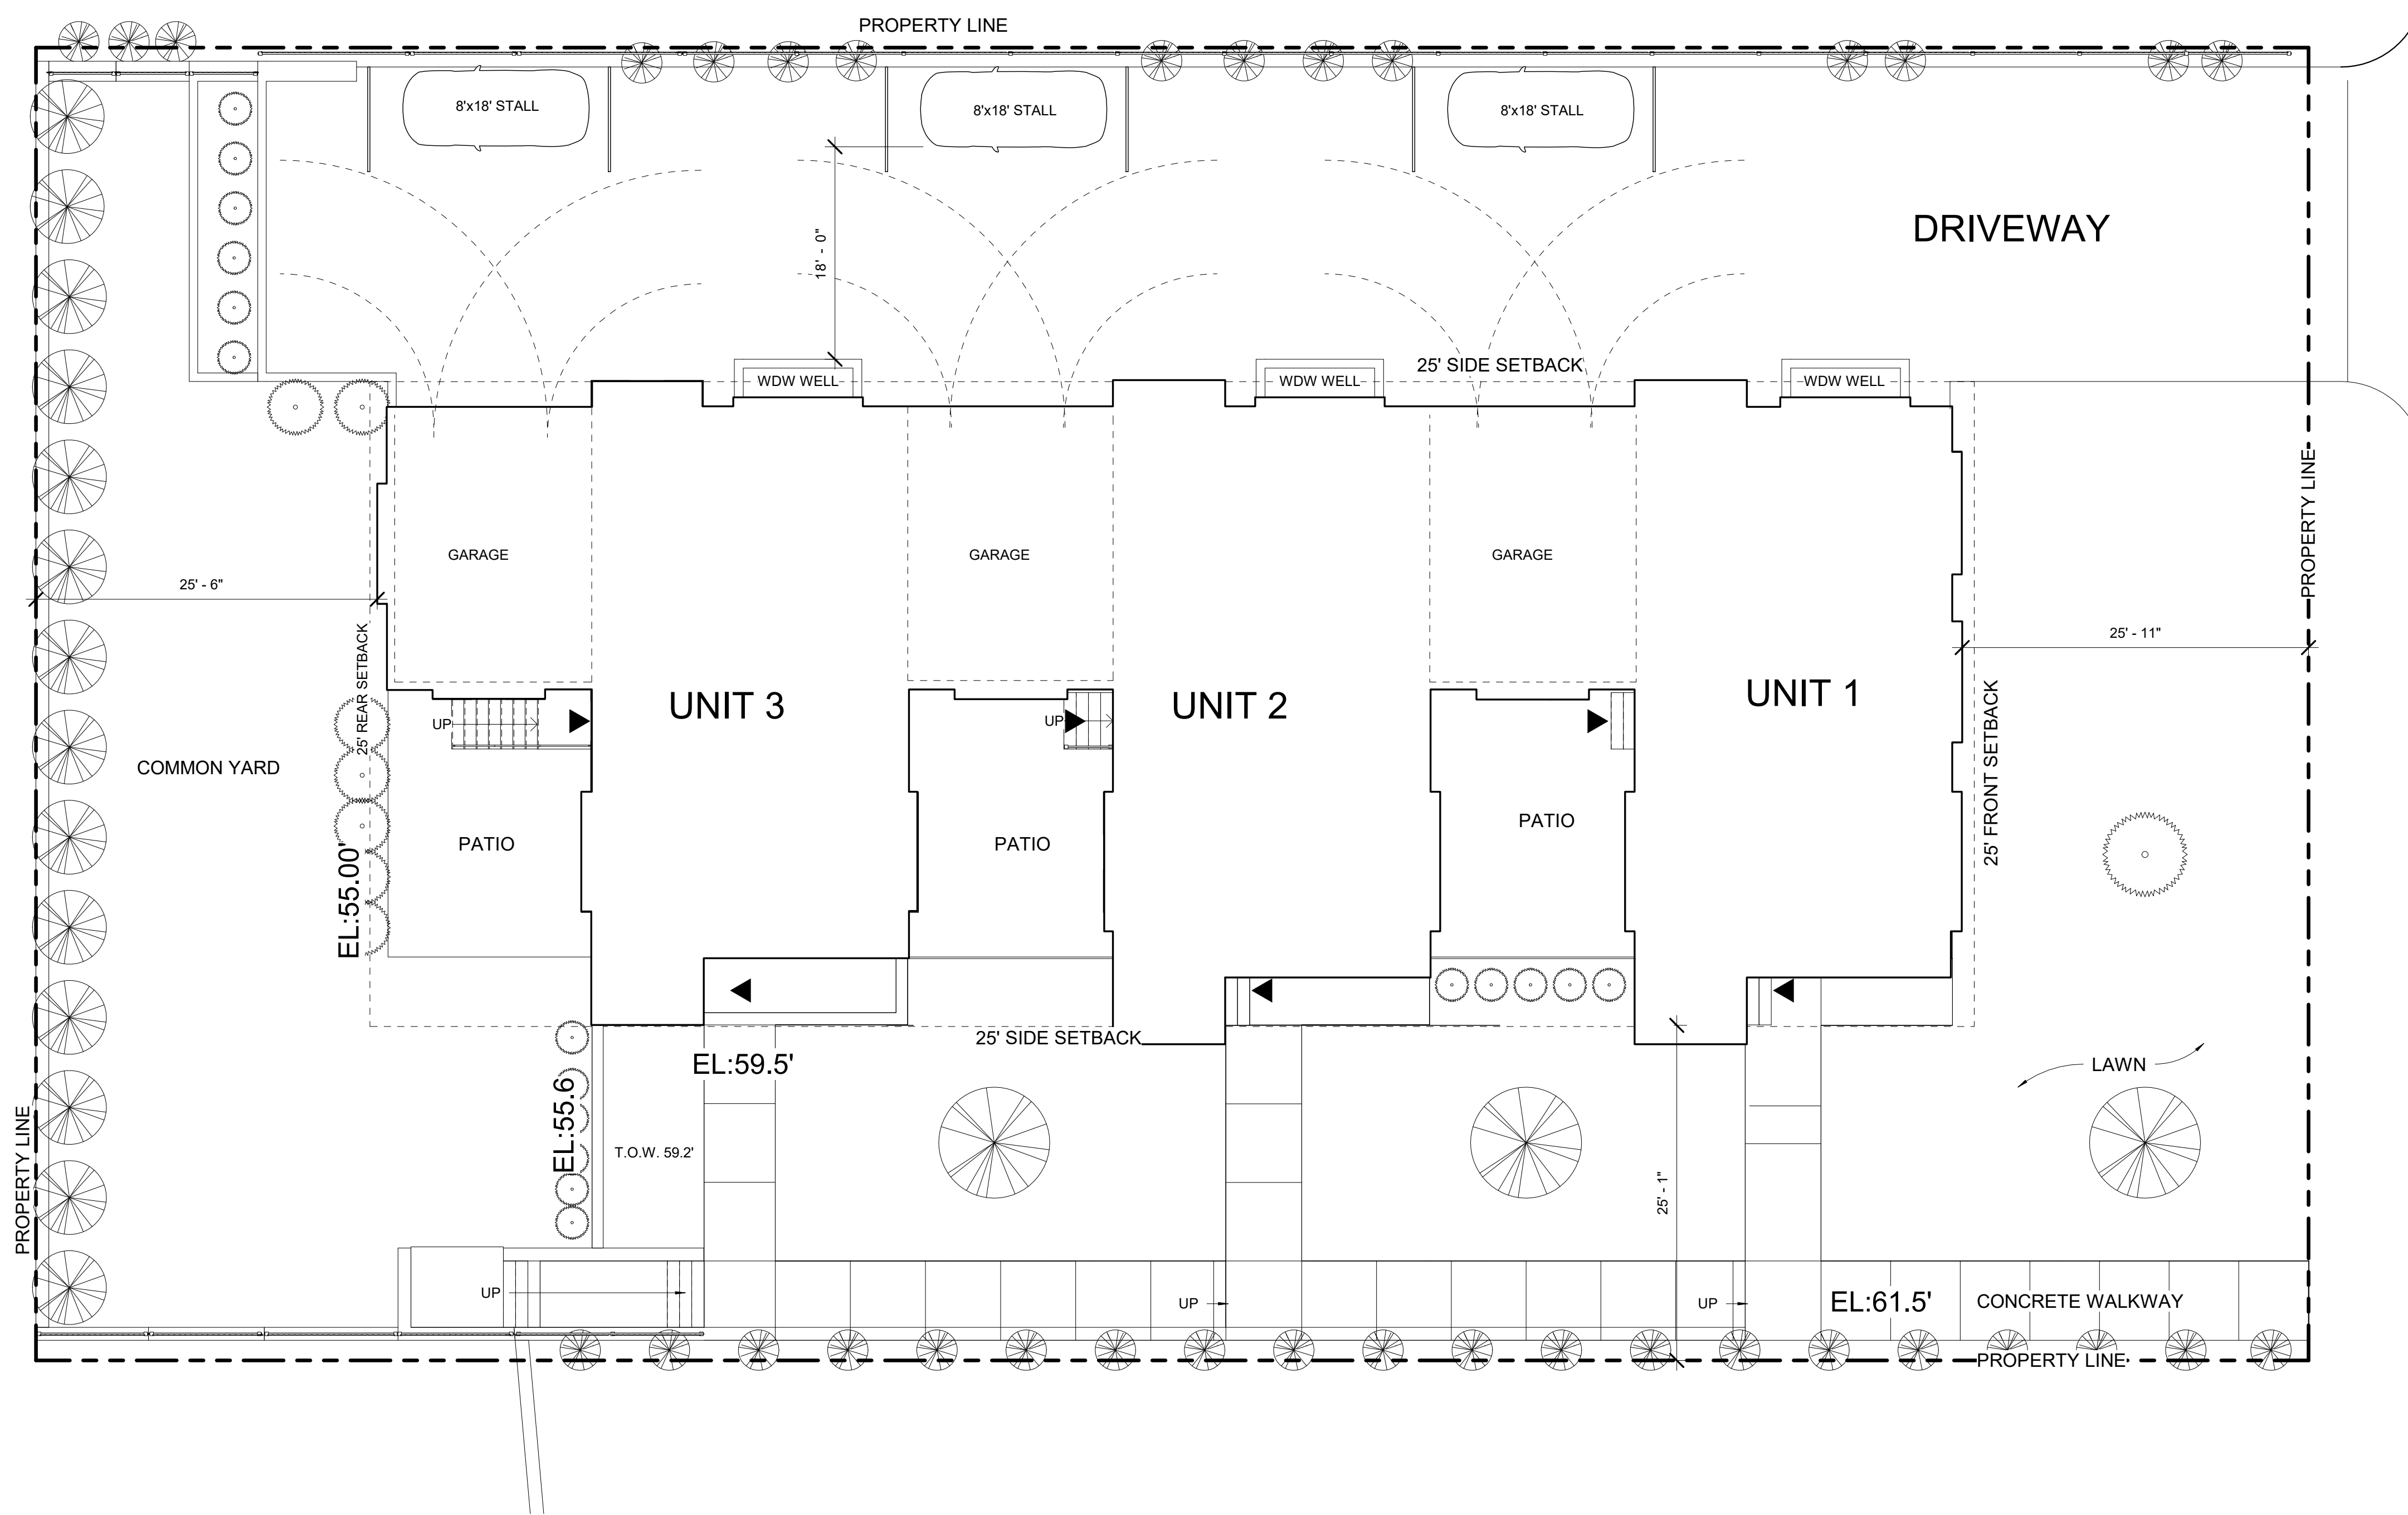 PROPERTY LINE
8'x18' STALL
8'x18' STALL
8'x18' STALL
DRIVEWAY
18' - 0"
25' SIDE SETBACK
WDW WELL
WDW WELL
WDW WELL
PROPERTY LINE
GARAGE
GARAGE
GARAGE
25' - 6"
25' - 11"
25' REAR SETBACK
UNIT 3
UNIT 2
UNIT 1
UP
UP
25' FRONT SETBACK
COMMON YARD
PATIO
PATIO
PATIO
EL:55.00'
25' SIDE SETBACK
EL:59.5'
LAWN
EL:55.6
T.O.W. 59.2'
25' - 1"
PROPERTY LINE
UP
UP
UP
EL:61.5'
CONCRETE WALKWAY
PROPERTY LINE